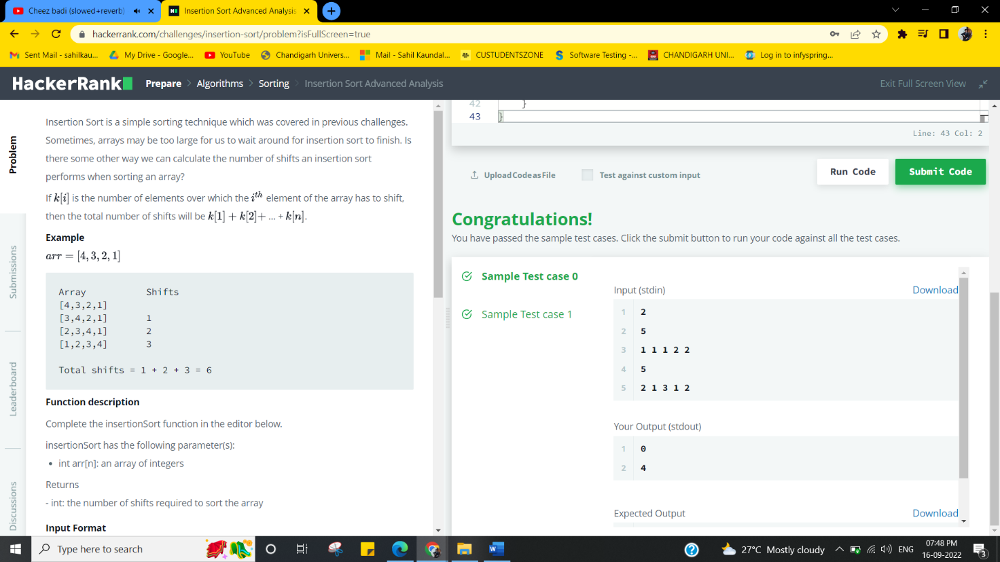 Cheez badi (slowed+reverb)
Insertion Sort Advanced Analysis
hackerrank.com/challenges/insertion-sort/problem?isFullScreen=true
Sent Mail - sahilkau...
My Drive - Google...
YouTube
Chandigarh Univers...
Mail - Sahil Kaundal...
CUSTUDENTSZONE
Software Testing -...
CHANDIGARH UNI...
Log in to infyspring...
HackerRank
Prepare > Algorithms > Sorting > Insertion Sort Advanced Analysis
Exit Full Screen View
Problem
Submissions
Leaderboard
Discussions
Insertion Sort is a simple sorting technique which was covered in previous challenges.
Sometimes, arrays may be too large for us to wait around for insertion sort to finish. Is
there some other way we can calculate the number of shifts an insertion sort
performs when sorting an array?
If k[i] is the number of elements over which the i^th element of the array has to shift,
then the total number of shifts will be k[1] + k[2]+ ... + k[n].
Example
arr = [4, 3, 2, 1]
Array Shifts
[4,3,2,1]
[3,4,2,1] 1
[2,3,4,1] 2
[1,2,3,4] 3
Total shifts = 1 + 2 + 3 = 6
Function description
Complete the insertionSort function in the editor below.
insertionSort has the following parameter(s):
• int arr[n]: an array of integers
Returns
- int: the number of shifts required to sort the array
Input Format
42 }
43 }
Line: 43 Col: 2
Upload Code as File
Test against custom input
Run Code
Submit Code
Congratulations!
You have passed the sample test cases. Click the submit button to run your code against all the test cases.
Sample Test case 0
Sample Test case 1
Input (stdin)
Download
1 2
2 5
3 1 1 1 2 2
4 5
5 2 1 3 1 2
Your Output (stdout)
1 0
2 4
Expected Output
Download
Type here to search
27°C Mostly cloudy
ENG
07:48 PM
16-09-2022
3